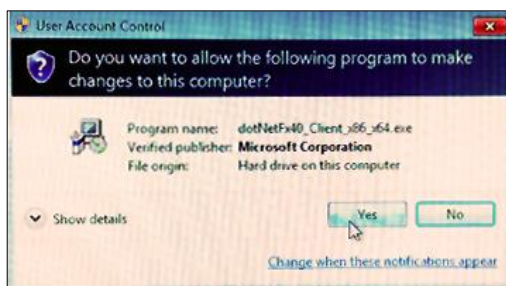 User Account Control
Do you want to allow the following program to make
changes to this computer?
Program name: dotNetFx40_Client_x86_x64.exe
Verified publisher: Microsoft Corporation
File origin: Hard drive on this computer
Show details
Yes
No
Change when these notifications appear